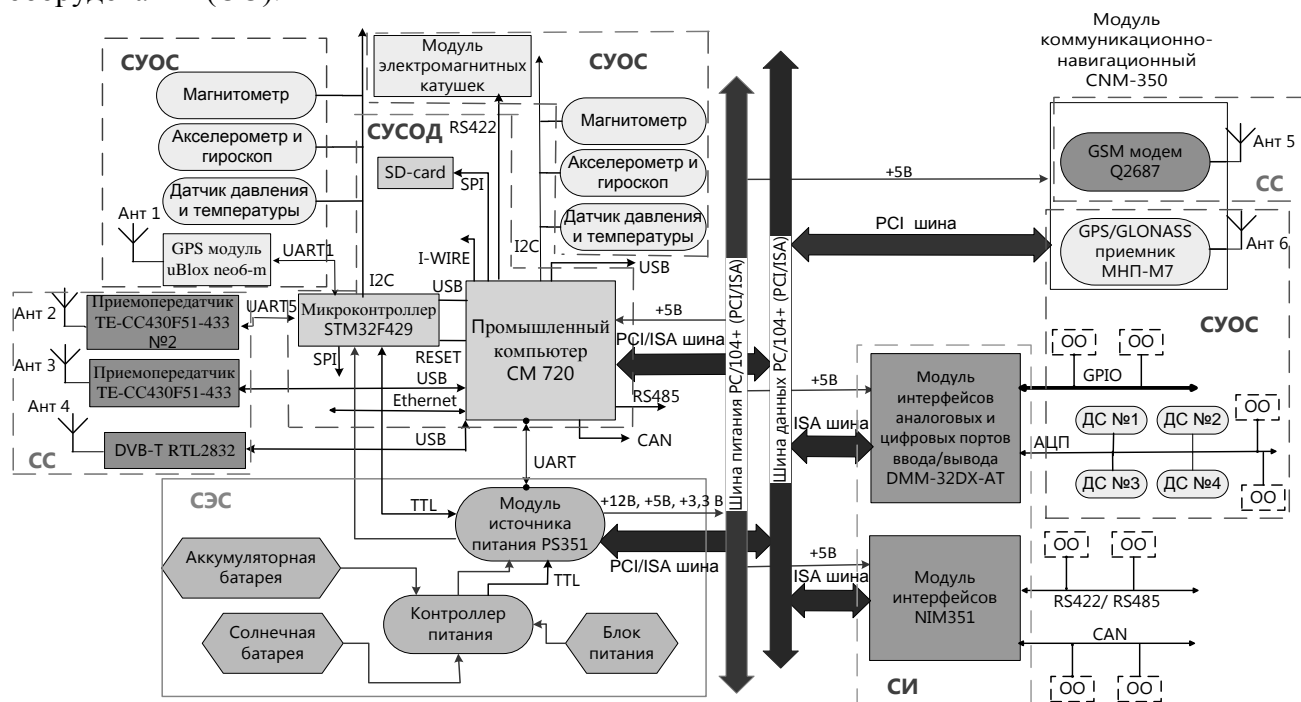 Модуль
коммуникационно-
навигационный
CNM-350
СУОС
Магнитометр
Акселерометр и
гироскоп
Датчик давления
и температуры
Ант 1
GPS модуль
uBlox neo6-m
UART1
I2C
Модуль
электромагнитных
катушек
СУОС
СУСОД
RS422
SD-card
SPI
Магнитометр
Акселерометр и
гироскоп
Датчик давления
и температуры
I-WIRE
I2C
USB
USB
Ант 2
Приемопередатчик
TE-CC430F51-433
№2
UART5
Микроконтроллер
STM32F429
SPI
RESET
Промышленный
компьютер
CM 720
+5В
PCI/ISA шина
Ант 3
Приемопередатчик
TE-CC430F51-433
USB
Ethernet
RS485
CAN
Ант 4
DVB-T RTL2832
USB
СС
UART
СЭС
TTL
Модуль
источника
питания PS351
+12В, +5В, +3,3 В
PCI/ISA шина
TTL
Аккумуляторная
батарея
Контроллер
питания
Солнечная
батарея
Блок
питания
Шина питания PC/104+ (PCI/ISA)
Шина данных PC/104+ (PCI/ISA)
+5В
PCI шина
GSM модем
Q2687
Ант 5
СС
GPS/GLONASS
приемник
МНП-М7
Ант 6
СУОС
+5В
ISA шина
Модуль
интерфейсов
аналоговых и
цифровых портов
ввода/вывода
DMM-32DX-AT
ОО
ОО
GPIO
ДС №1
ДС №2
ОО
АЦП
ДС №3
ДС №4
ОО
+5В
ISA шина
Модуль
интерфейсов
NIM351
СИ
ОО
ОО
RS422/ RS485
CAN
ОО
ОО